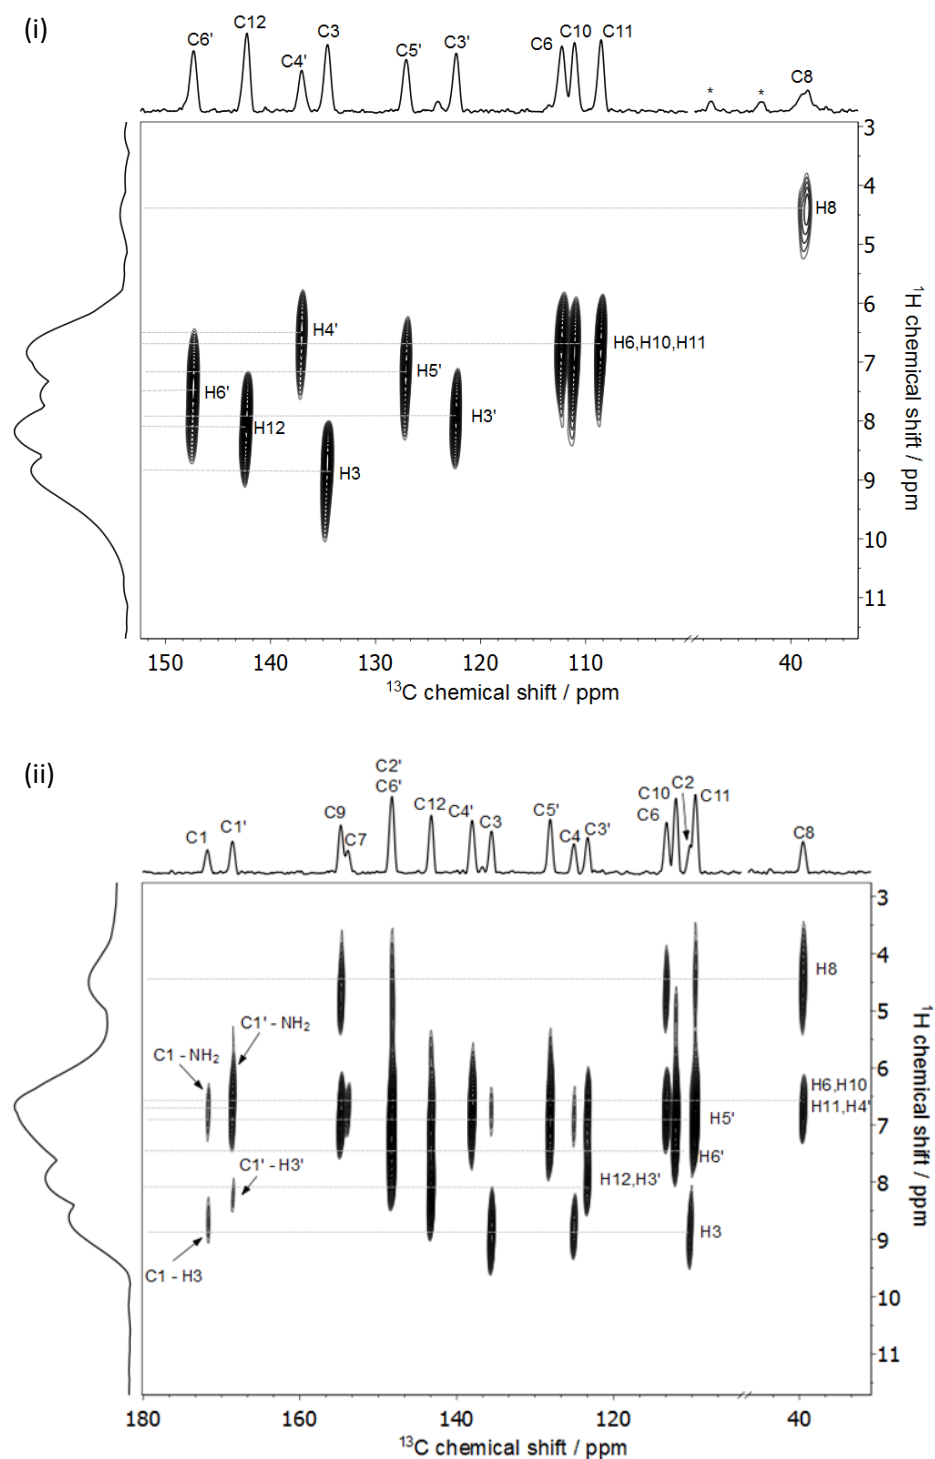 (i)
C6' C12 C4' C3 C5' C3' C6 C10 C11 * * C8
3
4
H8
5
6
H4'
H6,H10,H11
7
H5'
H6'
H3'
8
H12
H3
9
10
11
¹H chemical shift / ppm
150 140 130 120 110 40
¹³C chemical shift / ppm
(ii)
C1 C1' C9 C7 C2' C6' C12 C4' C3 C5' C4 C3' C6 C10 C2 C11 C8
3
4
H8
5
C1' - NH₂
C1 - NH₂
6
H6,H10
H11,H4'
7
H5'
H6'
C1' - H3'
H12,H3'
8
H3
9
C1 - H3
10
11
¹H chemical shift / ppm
180 160 140 120 40
¹³C chemical shift / ppm